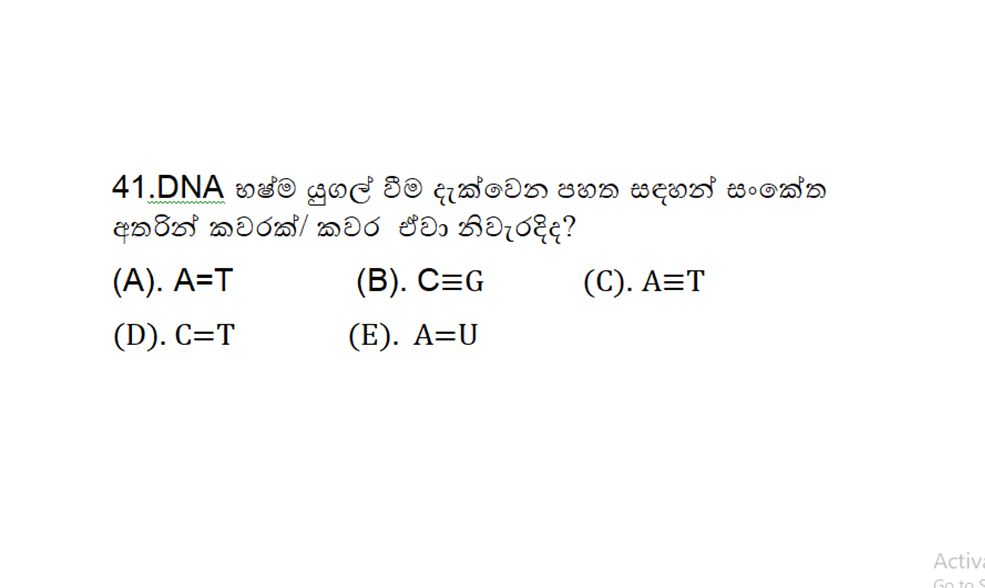 41.DNA භෂ්ම යුගල් වීම දැක්වෙන පහත සඳහන් සංකේත
අතරින් කවරක්/ කවර ඒවා නිවැරදිද?
(A). A=T (B). C≡G (C). A≡T
(D). C=T (E). A=U
Activa
Go to S